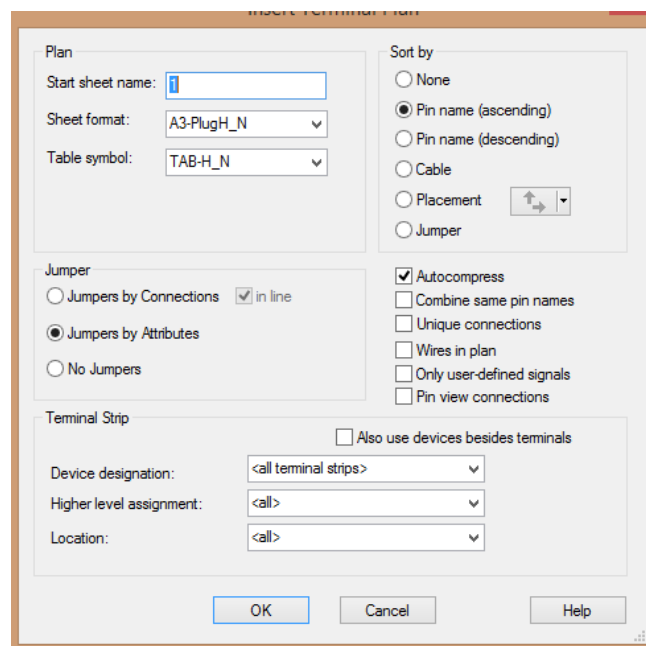 Insert Terminal Plan
Plan
Start sheet name: 1
Sheet format: A3-PlugH_N
Table symbol: TAB-H_N
Sort by
None
Pin name (ascending)
Pin name (descending)
Cable
Placement
Jumper
Jumper
Jumpers by Connections in line
Jumpers by Attributes
No Jumpers
Autocompress
Combine same pin names
Unique connections
Wires in plan
Only user-defined signals
Pin view connections
Terminal Strip
Also use devices besides terminals
Device designation: <all terminal strips>
Higher level assignment: <all>
Location: <all>
OK Cancel Help